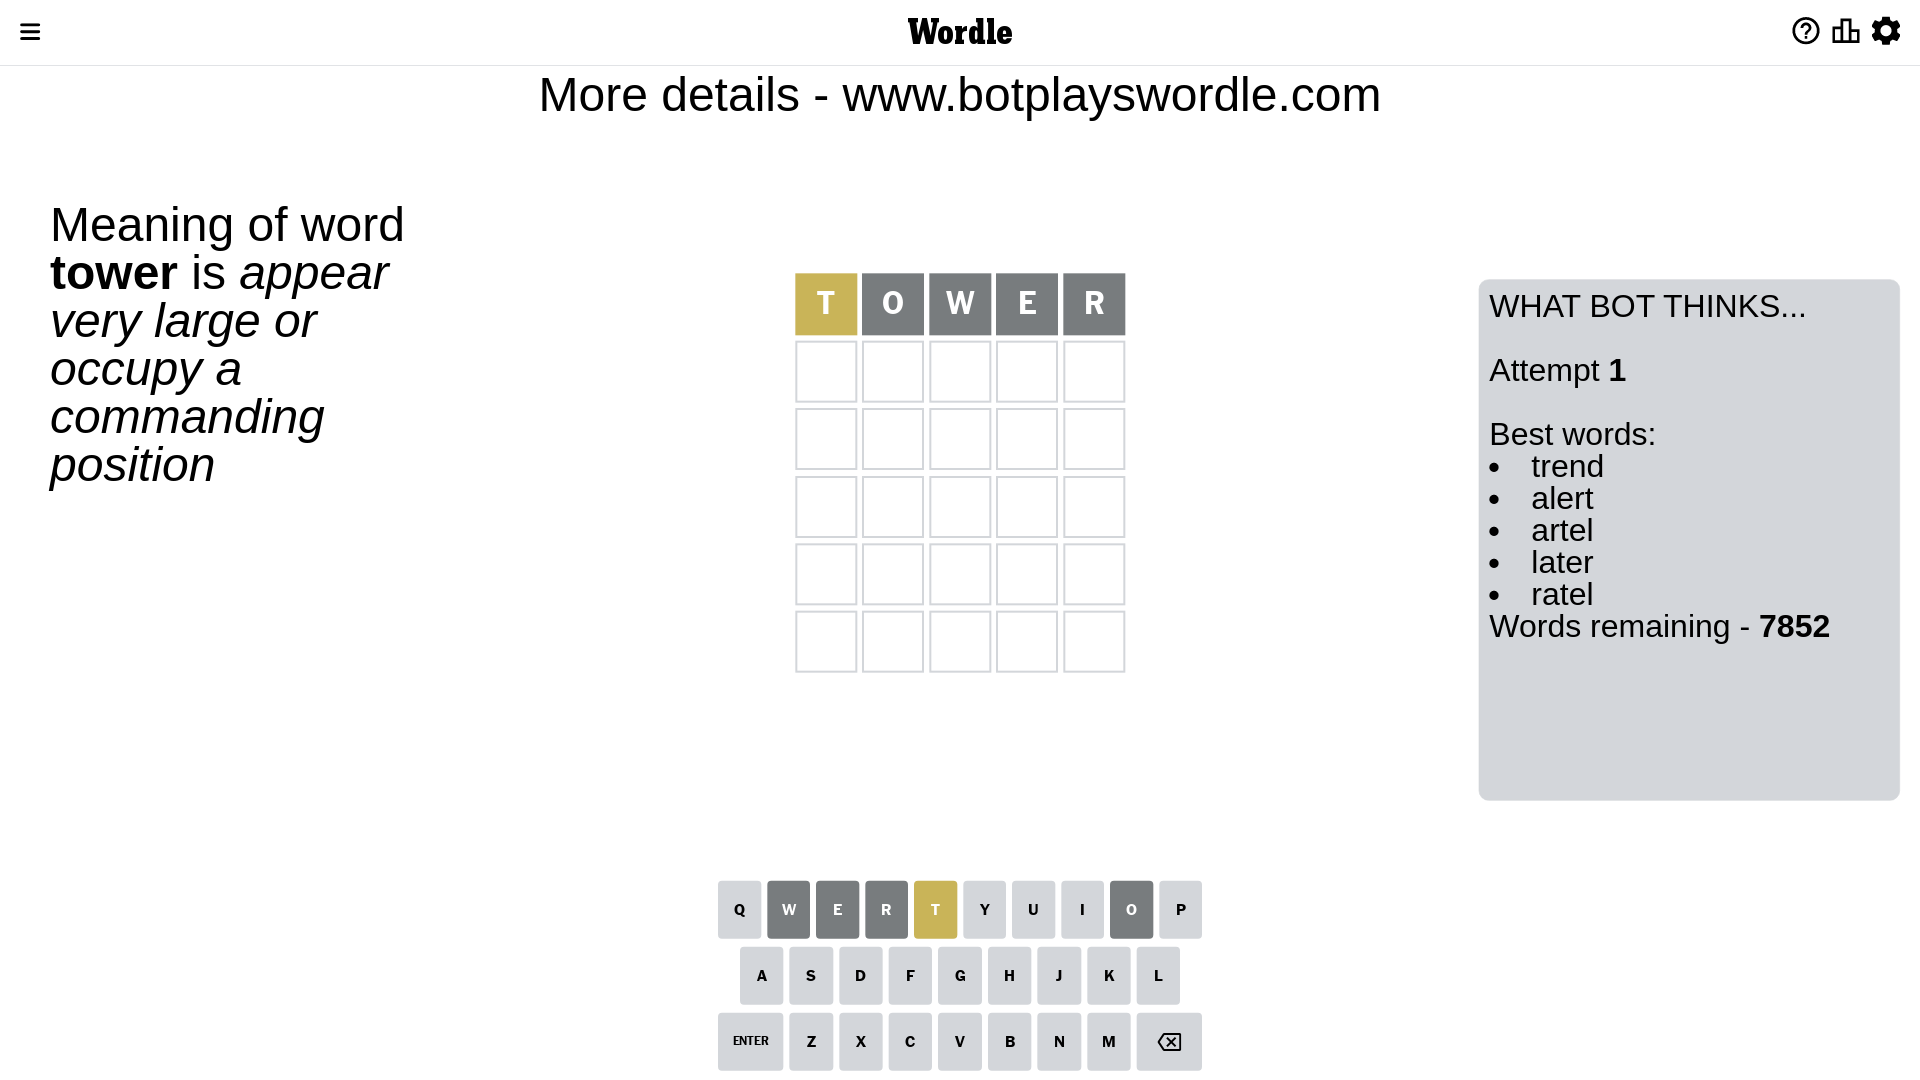 Wordle
More details - www.botplayswordle.com
Meaning of word
tower is appear
very large or
occupy a
commanding
position
T O W E R
WHAT BOT THINKS...
Attempt 1
Best words:
• trend
• alert
• artel
• later
• ratel
Words remaining - 7852
Q W E R T Y U I O P
A S D F G H J K L
ENTER Z X C V B N M